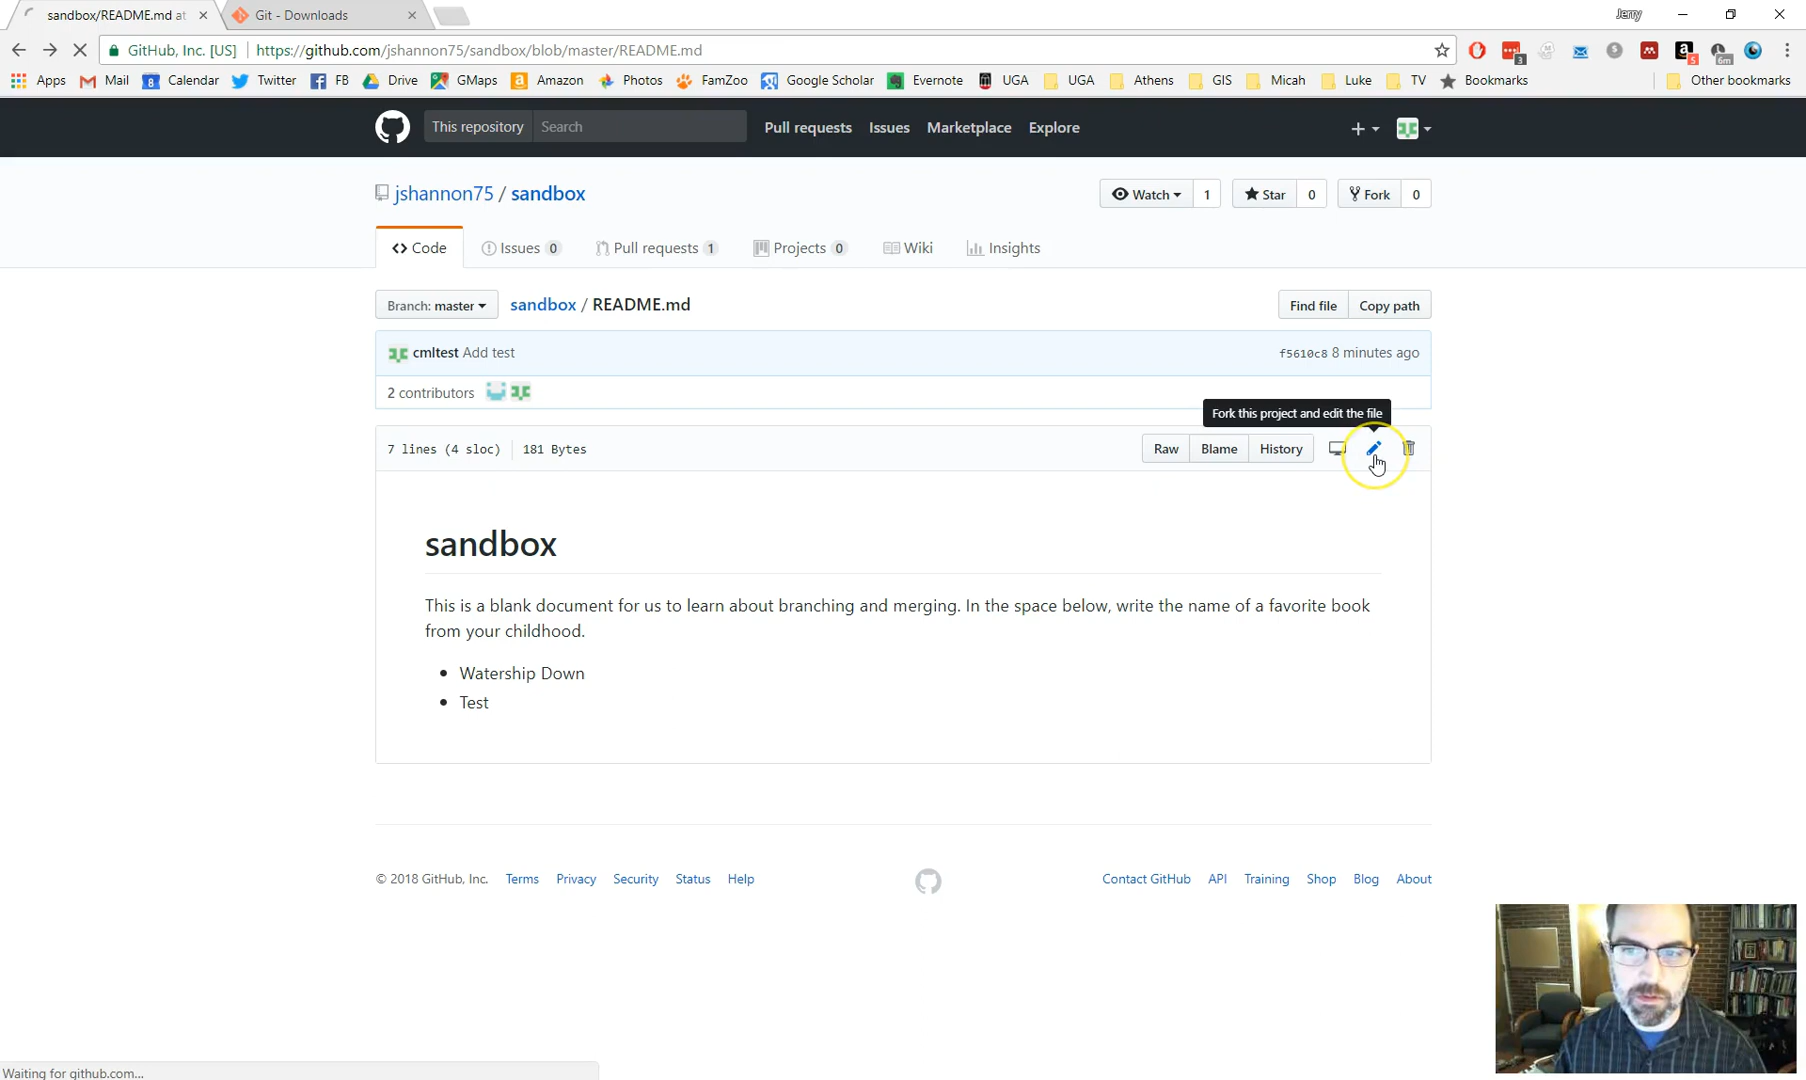 sandbox/README.md at
Git - Downloads
Jerry
GitHub, Inc. [US] https://github.com/jshannon75/sandbox/blob/master/README.md
3
5
6m
Apps Mail 8 Calendar Twitter FB Drive GMaps Amazon Photos FamZoo Google Scholar Evernote UGA UGA Athens GIS Micah Luke TV Bookmarks Other bookmarks
This repository Search Pull requests Issues Marketplace Explore
jshannon75 / sandbox
Watch 1 Star 0 Fork 0
Code Issues 0 Pull requests 1 Projects 0 Wiki Insights
Branch: master sandbox / README.md Find file Copy path
cmltest Add test f5610c8 8 minutes ago
2 contributors
Fork this project and edit the file
7 lines (4 sloc) 181 Bytes Raw Blame History
sandbox
This is a blank document for us to learn about branching and merging. In the space below, write the name of a favorite book
from your childhood.
• Watership Down
• Test
© 2018 GitHub, Inc. Terms Privacy Security Status Help Contact GitHub API Training Shop Blog About
Waiting for github.com...